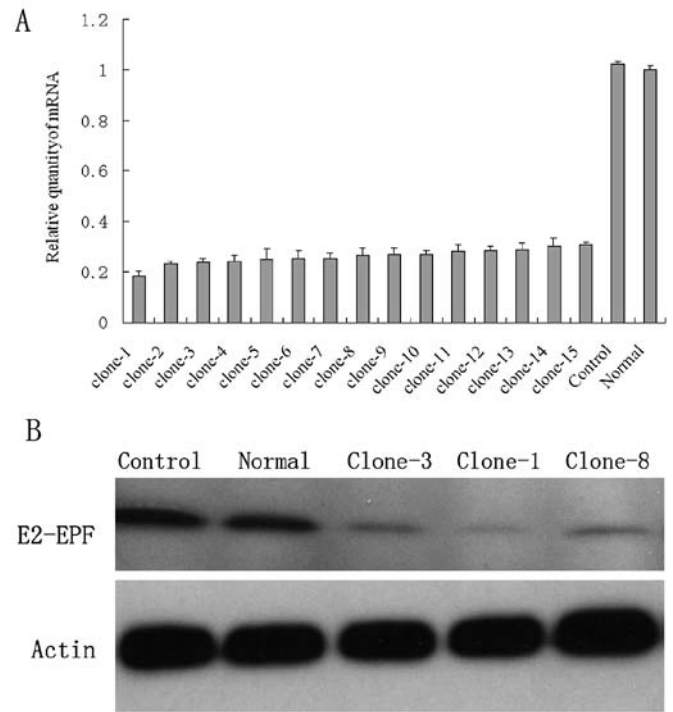 A
Relative quantity of mRNA
1.2
1
0.8
0.6
0.4
0.2
0
clone-1
clone-2
clone-3
clone-4
clone-5
clone-6
clone-7
clone-8
clone-9
clone-10
clone-11
clone-12
clone-13
clone-14
clone-15
Control
Normal
B
Control Normal Clone-3 Clone-1 Clone-8
E2-EPF
Actin